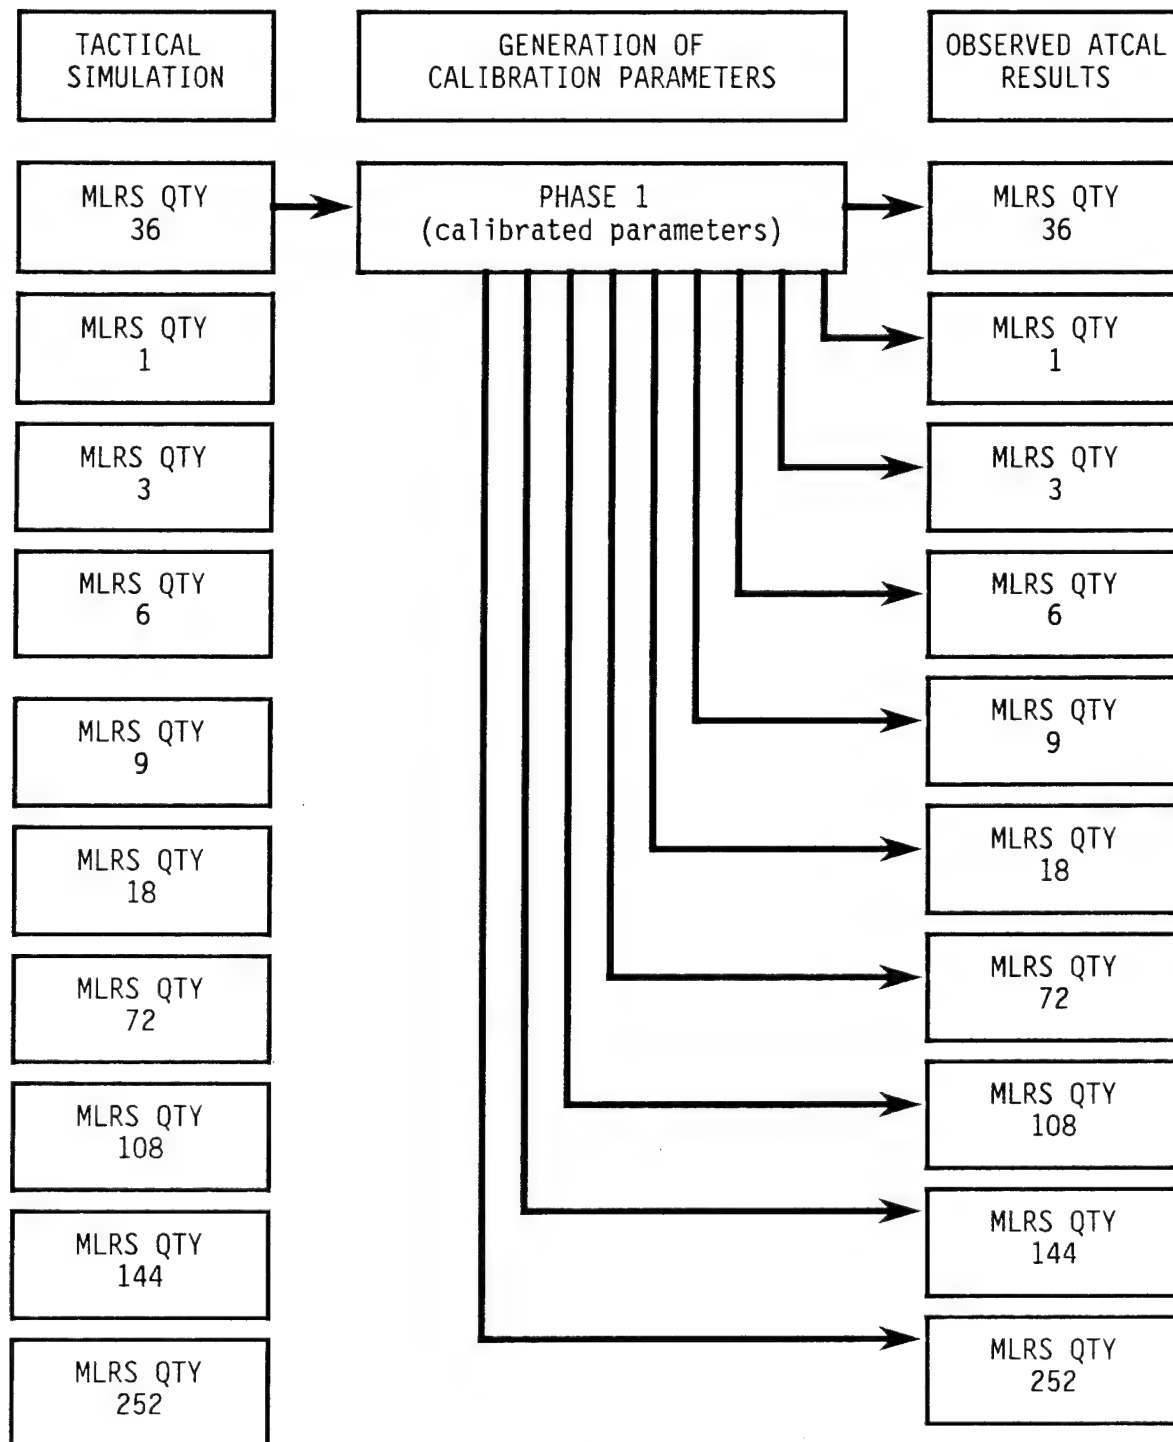 TACTICAL
SIMULATION
GENERATION OF
CALIBRATION PARAMETERS
OBSERVED ATCAL
RESULTS
MLRS QTY
36
PHASE 1
(calibrated parameters)
MLRS QTY
36
MLRS QTY
1
MLRS QTY
1
MLRS QTY
3
MLRS QTY
3
MLRS QTY
6
MLRS QTY
6
MLRS QTY
9
MLRS QTY
9
MLRS QTY
18
MLRS QTY
18
MLRS QTY
72
MLRS QTY
72
MLRS QTY
108
MLRS QTY
108
MLRS QTY
144
MLRS QTY
144
MLRS QTY
252
MLRS QTY
252